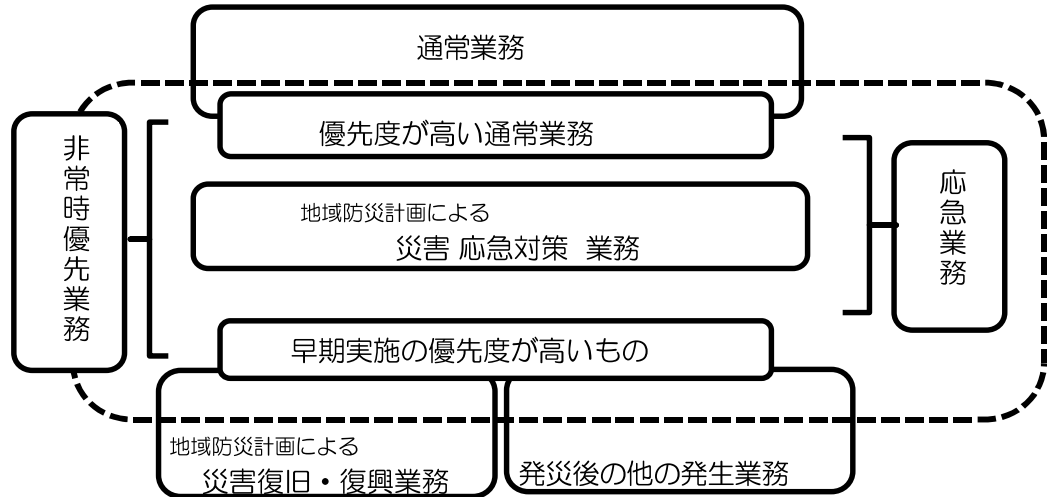 通常業務
優先度が高い通常業務
非常時優先業務
地域防災計画による
災害 応急対策 業務
応急業務
早期実施の優先度が高いもの
地域防災計画による
災害復旧・復興業務
発災後の他の発生業務